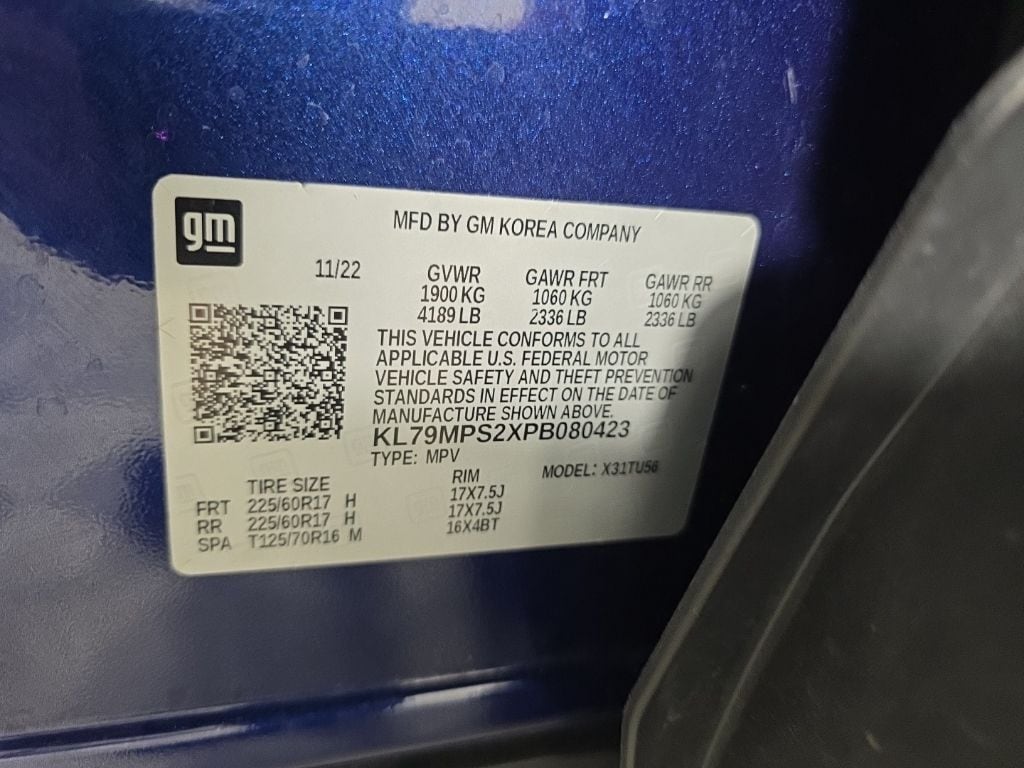 gm
MFD BY GM KOREA COMPANY
11/22
GVWR GAWR FRT GAWR RR
1900 KG 1060 KG 1060 KG
4189 LB 2336 LB 2336 LB
THIS VEHICLE CONFORMS TO ALL
APPLICABLE U.S. FEDERAL MOTOR
VEHICLE SAFETY AND THEFT PREVENTION
STANDARDS IN EFFECT ON THE DATE OF
MANUFACTURE SHOWN ABOVE.
KL79MPS2XPB080423
TYPE: MPV MODEL: X31TU56
TIRE SIZE RIM
FRT 225/60R17 H 17X7.5J
RR 225/60R17 H 17X7.5J
SPA T125/70R16 M 16X4BT